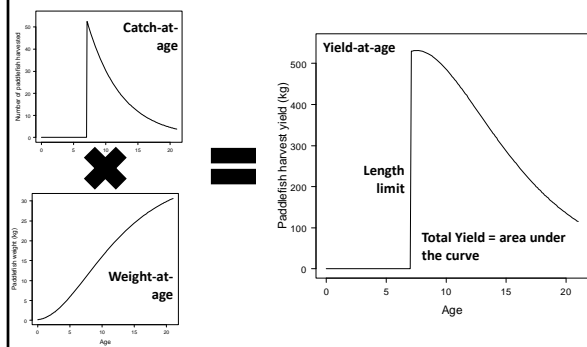 Catch-at-
age
Number of paddlefish harvested
50
40
30
20
10
0
0
5
10
15
20
Weight-at-
age
Paddlefish weight (kg)
30
25
20
15
10
5
0
0
5
10
15
20
Age
Yield-at-age
Paddlefish harvest yield (kg)
500
400
300
200
100
0
Length
limit
Total Yield = area under
the curve
0
5
10
15
20
Age